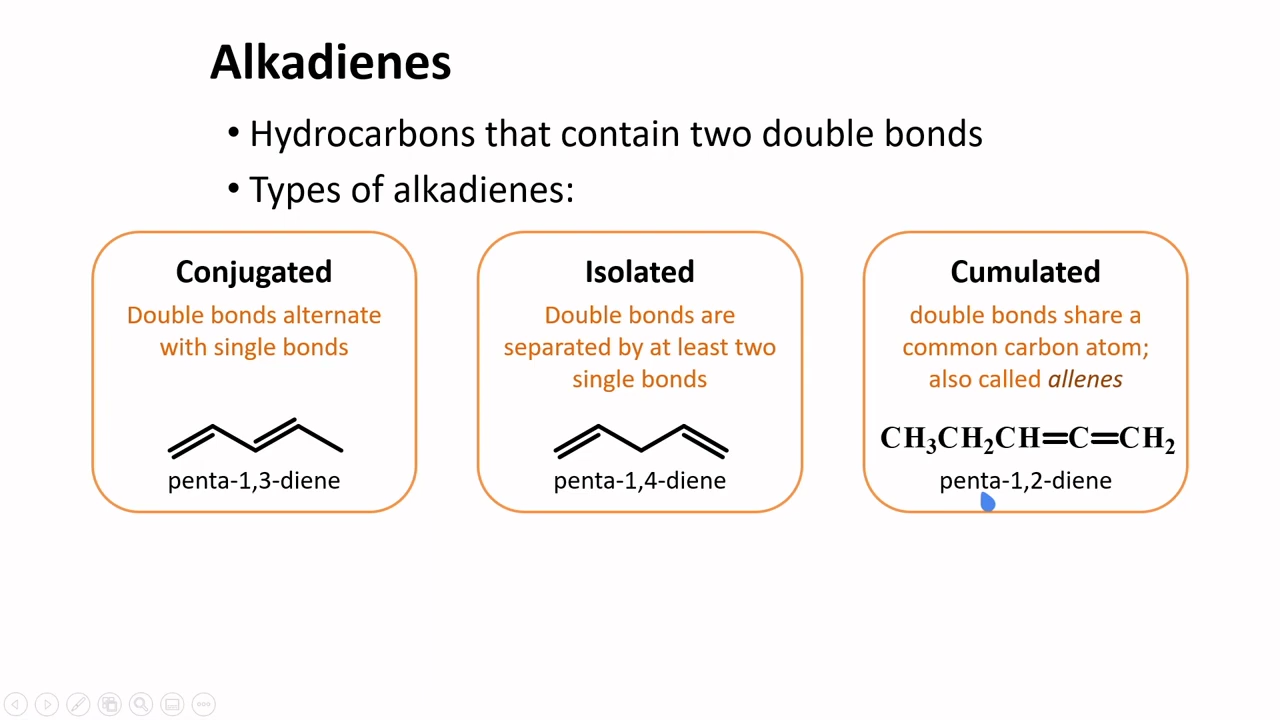 Alkadienes
• Hydrocarbons that contain two double bonds
• Types of alkadienes:
Conjugated
Double bonds alternate
with single bonds
penta-1,3-diene
Isolated
Double bonds are
separated by at least two
single bonds
penta-1,4-diene
Cumulated
double bonds share a
common carbon atom;
also called allenes
CH₃CH₂CH=C=CH₂
penta-1,2-diene